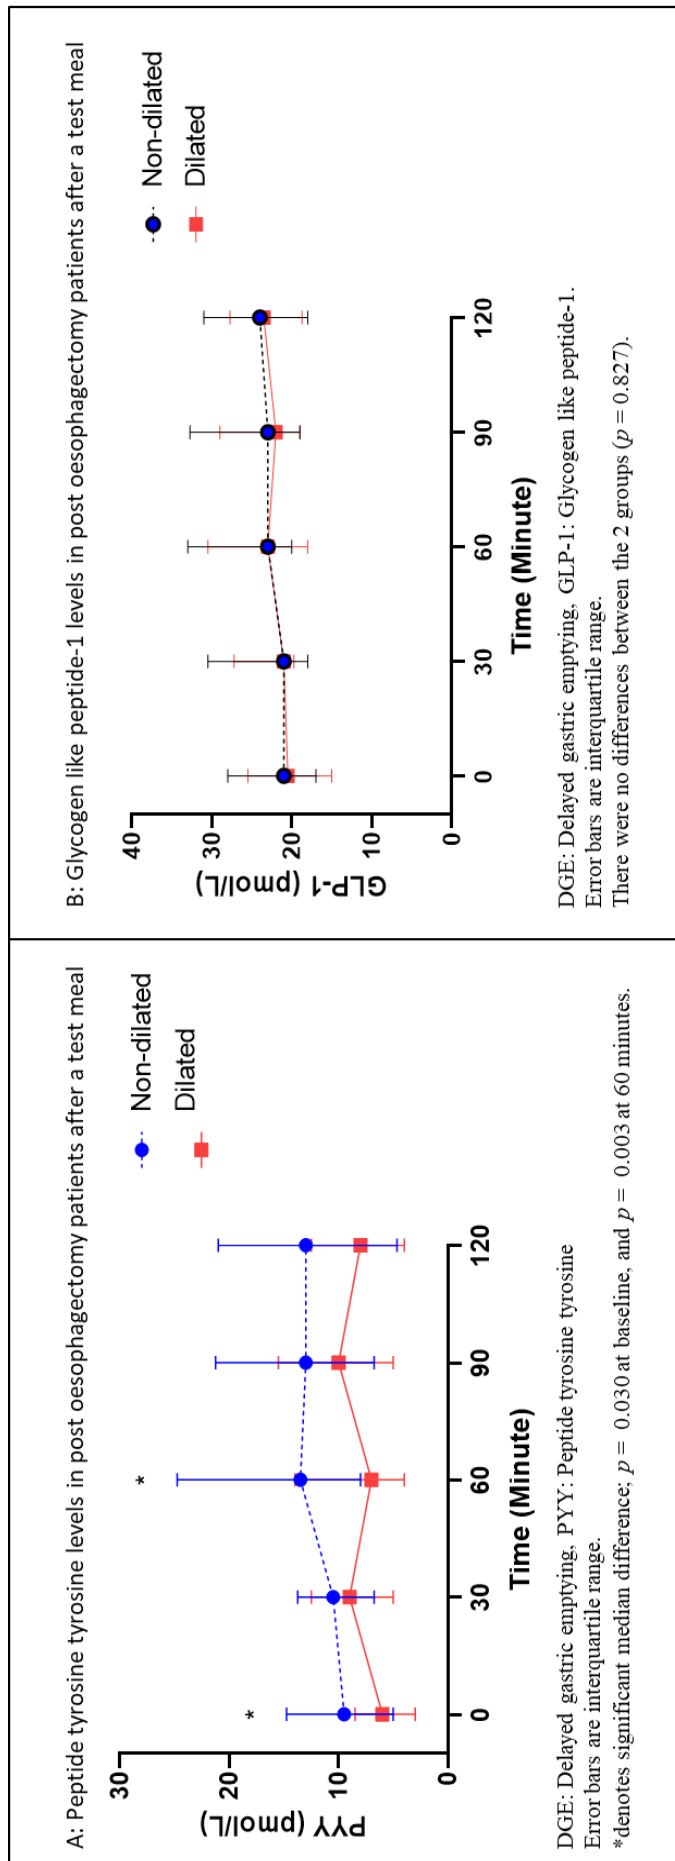 A: Peptide tyrosine tyrosine levels in post oesophagectomy patients after a test meal
Non-dilated
Dilated
30
20
10
0
PYY (pmol/L)
*
*
0 30 60 90 120
Time (Minute)
DGE: Delayed gastric emptying, PYY: Peptide tyrosine tyrosine
Error bars are interquartile range.
*denotes significant median difference; p = 0.030 at baseline, and p = 0.003 at 60 minutes.
B: Glycogen like peptide-1 levels in post oesophagectomy patients after a test meal
Non-dilated
Dilated
40
30
20
10
0
GLP-1 (pmol/L)
0 30 60 90 120
Time (Minute)
DGE: Delayed gastric emptying, GLP-1: Glycogen like peptide-1.
Error bars are interquartile range.
There were no differences between the 2 groups (p = 0.827).